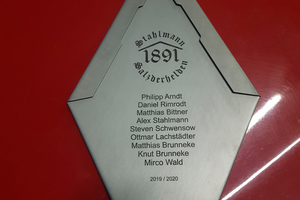 Stahlmann
1891
Salzderhelden
Philipp Arndt
Daniel Rimrodt
Matthias Bittner
Alex Stahlmann
Steven Schwensow
Ottmar Lachstädter
Matthias Brunneke
Knut Brunneke
Mirco Wald
2019 / 2020